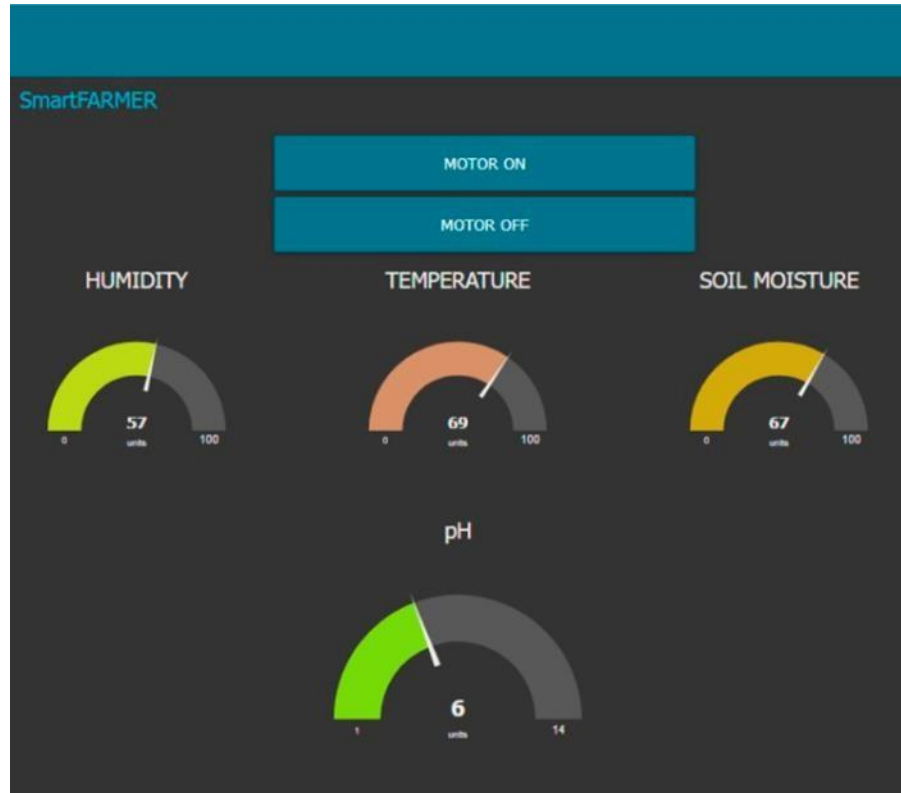 SmartFARMER
MOTOR ON
MOTOR OFF
HUMIDITY TEMPERATURE SOIL MOISTURE
57 69 67
0 units 100 0 units 100 0 units 100
pH
6
1 units 14